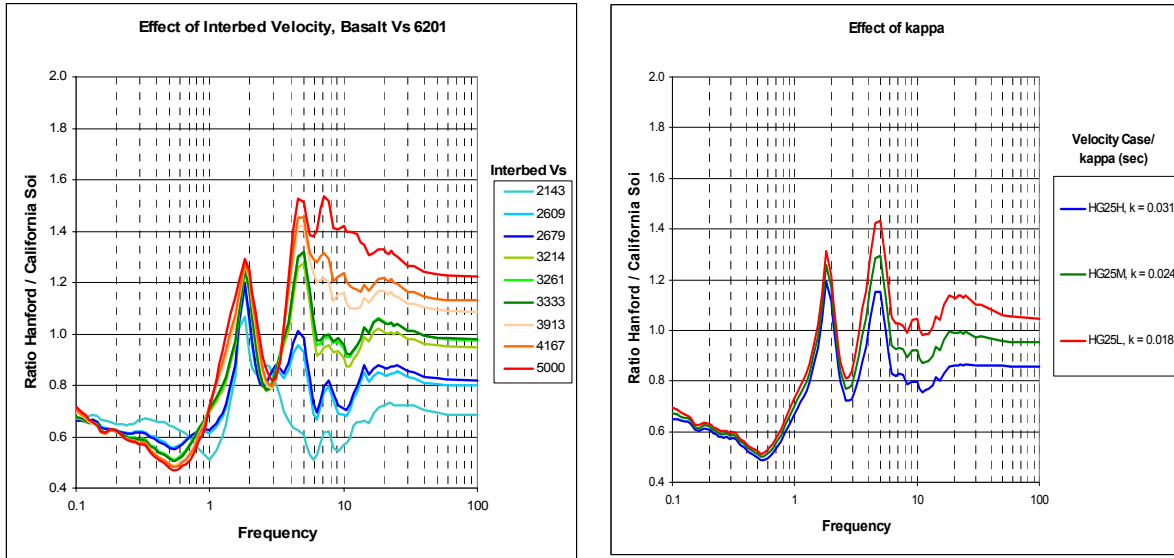 Effect of Interbed Velocity, Basalt Vs 6201
Ratio Hanford / California Soi
2.0
1.8
1.6
1.4
1.2
1.0
0.8
0.6
0.4
0.1
1
10
100
Frequency
Interbed Vs
2143
2609
2679
3214
3261
3333
3913
4167
5000
Effect of kappa
Ratio Hanford / California Soi
2.0
1.8
1.6
1.4
1.2
1.0
0.8
0.6
0.4
0.1
1
10
100
Frequency
Velocity Case/
kappa (sec)
HG25H, k = 0.031
HG25M, k = 0.024
HG25L, k = 0.018